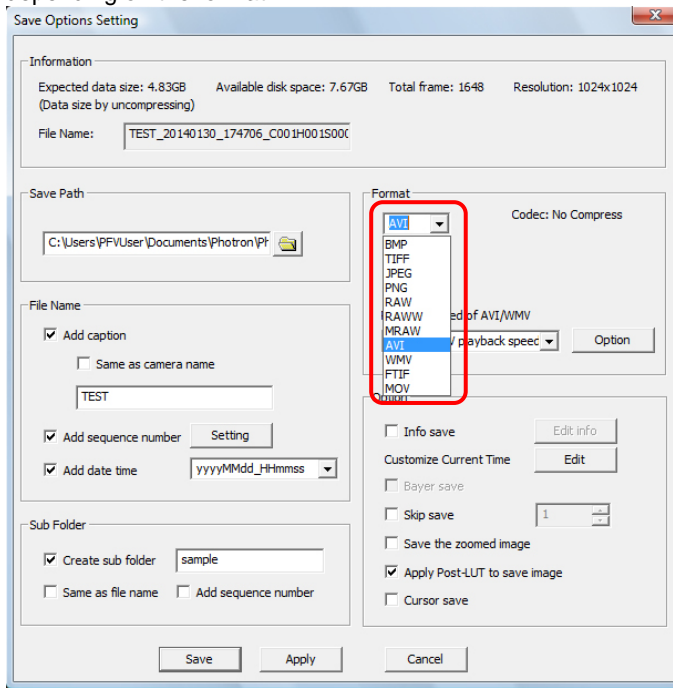 Save Options Setting
Information
Expected data size: 4.83GB Available disk space: 7.67GB Total frame: 1648 Resolution: 1024x1024
(Data size by uncompressing)
File Name: TEST_20140130_174706_C001H001S000
Save Path
C:\Users\PFVUser\Documents\Photron\Ph
Format
AVI
Codec: No Compress
BMP
TIFF
JPEG
PNG
RAW
RAWW
MRAW
AVI
WMV
FTIF
MOV
ed of AVI/WMV
playback speed
Option
File Name
Add caption
Same as camera name
TEST
Add sequence number Setting
Add date time yyyyMMdd_HHmmss
Sub Folder
Create sub folder sample
Same as file name Add sequence number
Option
Info save Edit info
Customize Current Time Edit
Bayer save
Skip save 1
Save the zoomed image
Apply Post-LUT to save image
Cursor save
Save Apply Cancel